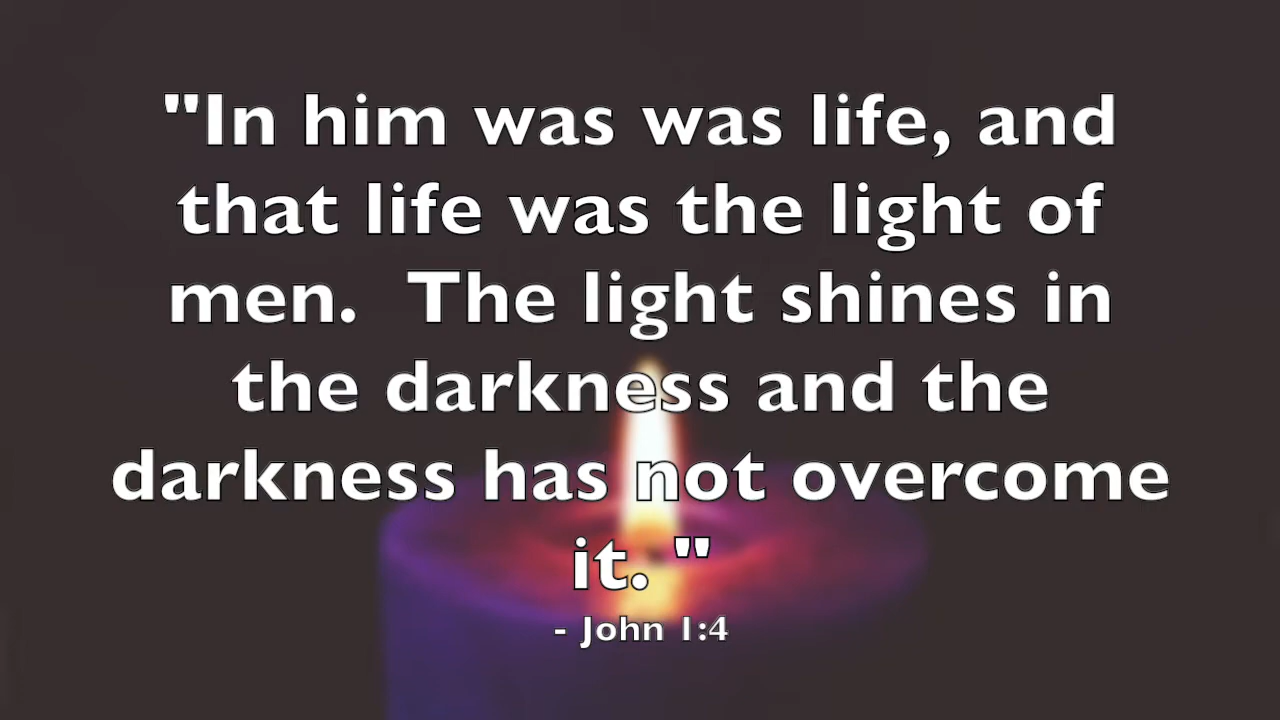 "In him was was life, and
that life was the light of
men.  The light shines in
the darkness and the
darkness has not overcome
it. "
- John 1:4